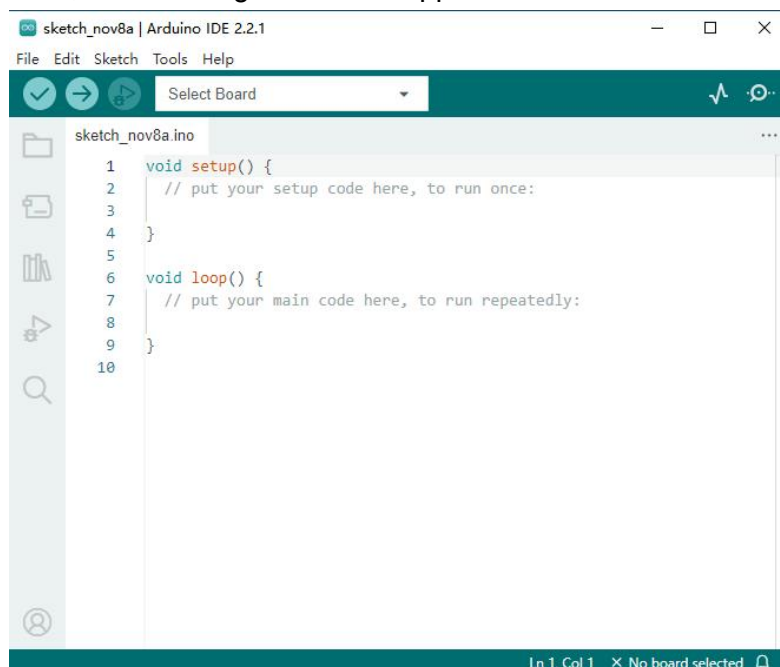 sketch_nov8a | Arduino IDE 2.2.1
File Edit Sketch Tools Help
Select Board
sketch_nov8a.ino
1 void setup() {
2 // put your setup code here, to run once:
3
4 }
5
6 void loop() {
7 // put your main code here, to run repeatedly:
8
9 }
10
Ln 1 Col 1 × No board selected